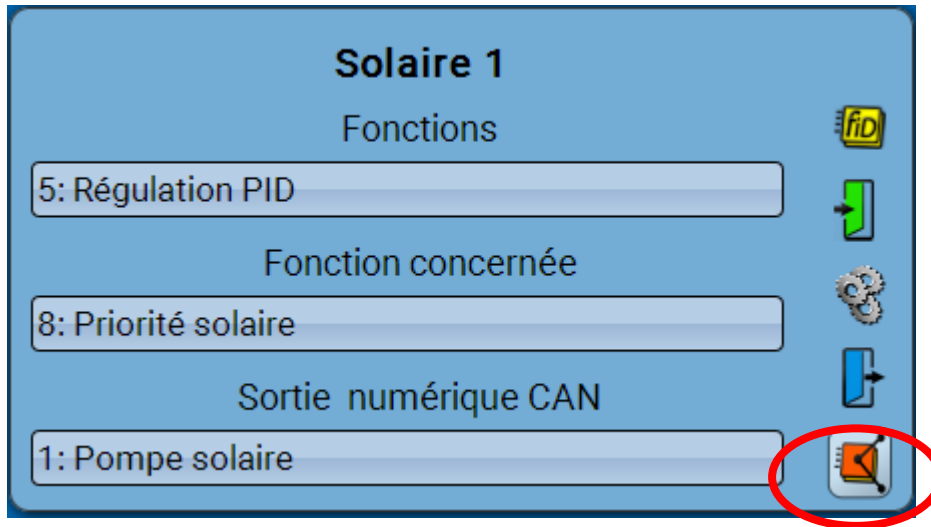 Solaire 1
Fonctions
fiD
5: Régulation PID
Fonction concernée
8: Priorité solaire
Sortie numérique CAN
1: Pompe solaire